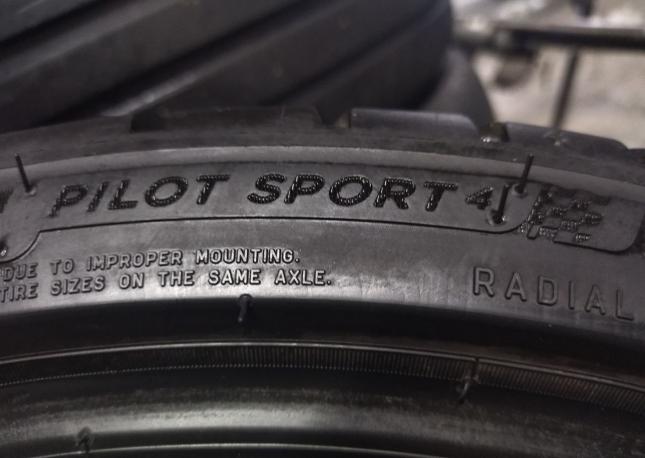 PILOT SPORT 4
DUE TO IMPROPER MOUNTING.
TIRE SIZES ON THE SAME AXLE.
RADIAL